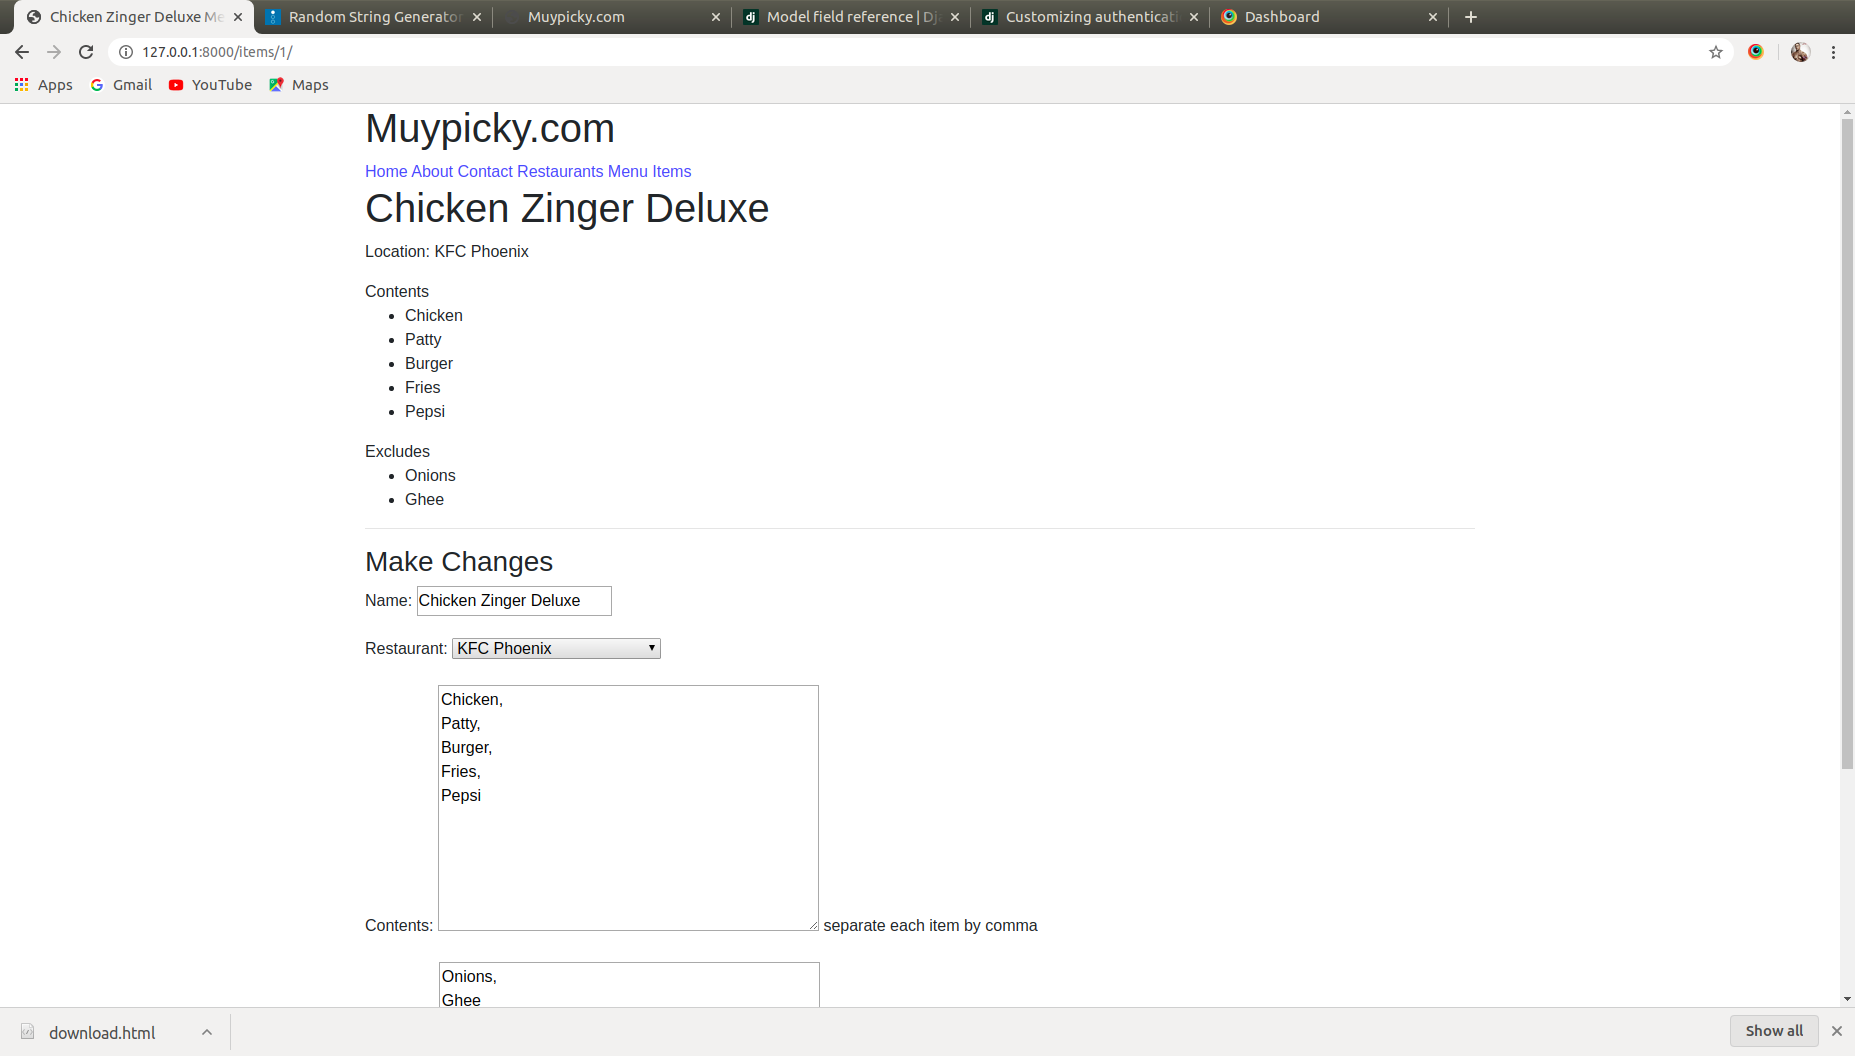 Chicken Zinger Deluxe Me
Random String Generator
Muypicky.com
Model field reference | Dj
Customizing authenticati
Dashboard
127.0.0.1:8000/items/1/
Apps
Gmail
YouTube
Maps
Muypicky.com
Home About Contact Restaurants Menu Items
Chicken Zinger Deluxe
Location: KFC Phoenix
Contents
Chicken
Patty
Burger
Fries
Pepsi
Excludes
Onions
Ghee
Make Changes
Name: Chicken Zinger Deluxe
Restaurant: KFC Phoenix
Chicken,
Patty,
Burger,
Fries,
Pepsi
Contents: separate each item by comma
Onions,
Ghee
download.html
Show all